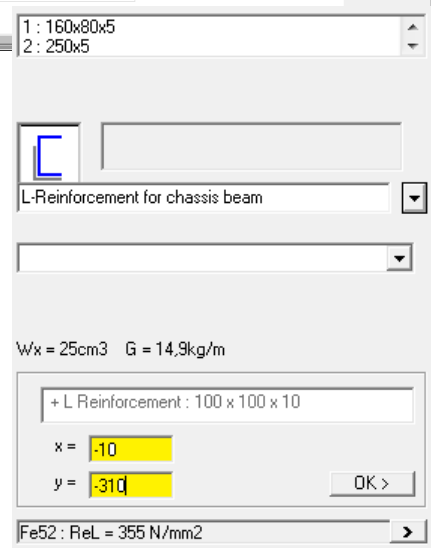 1 : 160x80x5
2 : 250x5
L-Reinforcement for chassis beam
Wx = 25cm3 G = 14,9kg/m
+ L Reinforcement : 100 x 100 x 10
x = -10
y = -310
OK >
Fe52 : ReL = 355 N/mm2 >